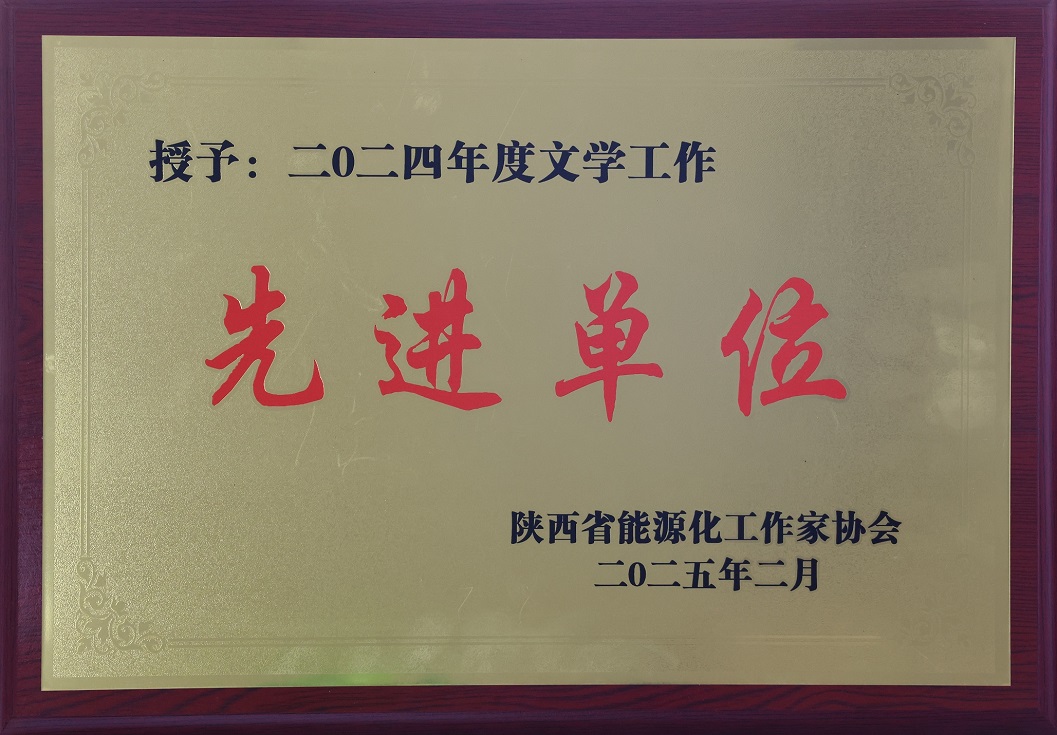 授予：二0二四年度文学工作
先进单位
陕西省能源化工作家协会
二0二五年二月